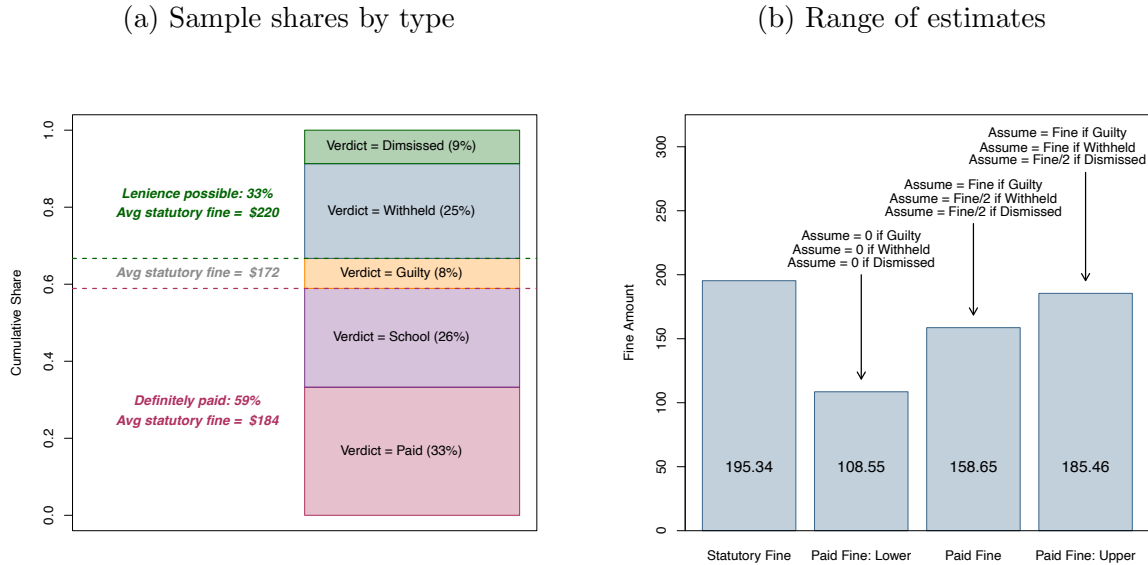 (a) Sample shares by type
Cumulative Share
1.0
0.8
0.6
0.4
0.2
0.0
Verdict = Dimsissed (9%)
Lenience possible: 33%
Avg statutory fine = $220
Verdict = Withheld (25%)
Avg statutory fine = $172
Verdict = Guilty (8%)
Verdict = School (26%)
Definitely paid: 59%
Avg statutory fine = $184
Verdict = Paid (33%)
(b) Range of estimates
Fine Amount
300
250
200
150
100
50
0
Assume = Fine if Guilty
Assume = Fine if Withheld
Assume = Fine/2 if Dismissed
Assume = Fine if Guilty
Assume = Fine/2 if Withheld
Assume = Fine/2 if Dismissed
Assume = 0 if Guilty
Assume = 0 if Withheld
Assume = 0 if Dismissed
195.34
108.55
158.65
185.46
Statutory Fine
Paid Fine: Lower
Paid Fine
Paid Fine: Upper